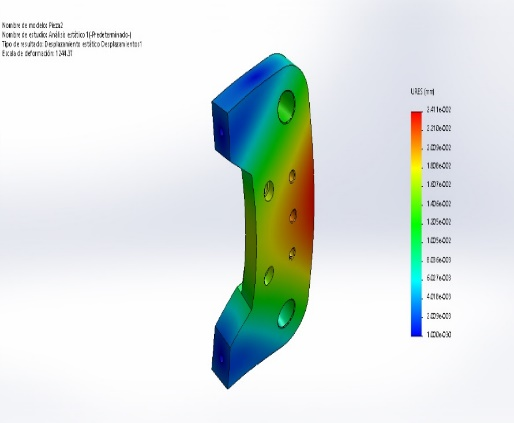 Nombre de modelo: Pieza2
Nombre de estudio: Análisis estático 1(-Predeterminado-)
Tipo de resultado: Desplazamiento estático Desplazamientos1
Escala de deformación: 1244.31
URES (mm)
2.411e-002
2.210e-002
2.009e-002
1.808e-002
1.607e-002
1.406e-002
1.205e-002
1.005e-002
8.036e-003
6.027e-003
4.018e-003
2.009e-003
1.000e-030